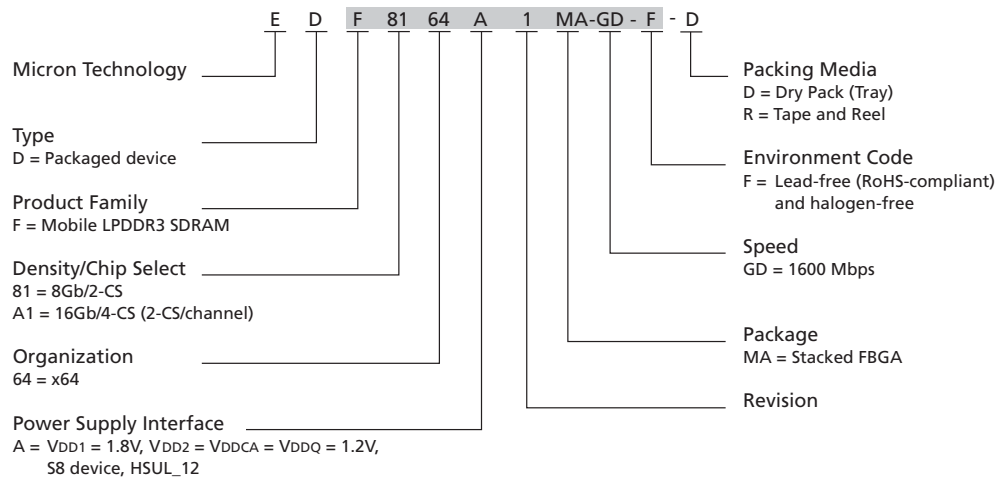 E D F 81 64 A 1 MA-GD - F - D
Micron Technology
Type
D = Packaged device
Product Family
F = Mobile LPDDR3 SDRAM
Density/Chip Select
81 = 8Gb/2-CS
A1 = 16Gb/4-CS (2-CS/channel)
Organization
64 = x64
Power Supply Interface
A = VDD1 = 1.8V, VDD2 = VDDCA = VDDQ = 1.2V,
S8 device, HSUL_12
Packing Media
D = Dry Pack (Tray)
R = Tape and Reel
Environment Code
F = Lead-free (RoHS-compliant)
and halogen-free
Speed
GD = 1600 Mbps
Package
MA = Stacked FBGA
Revision